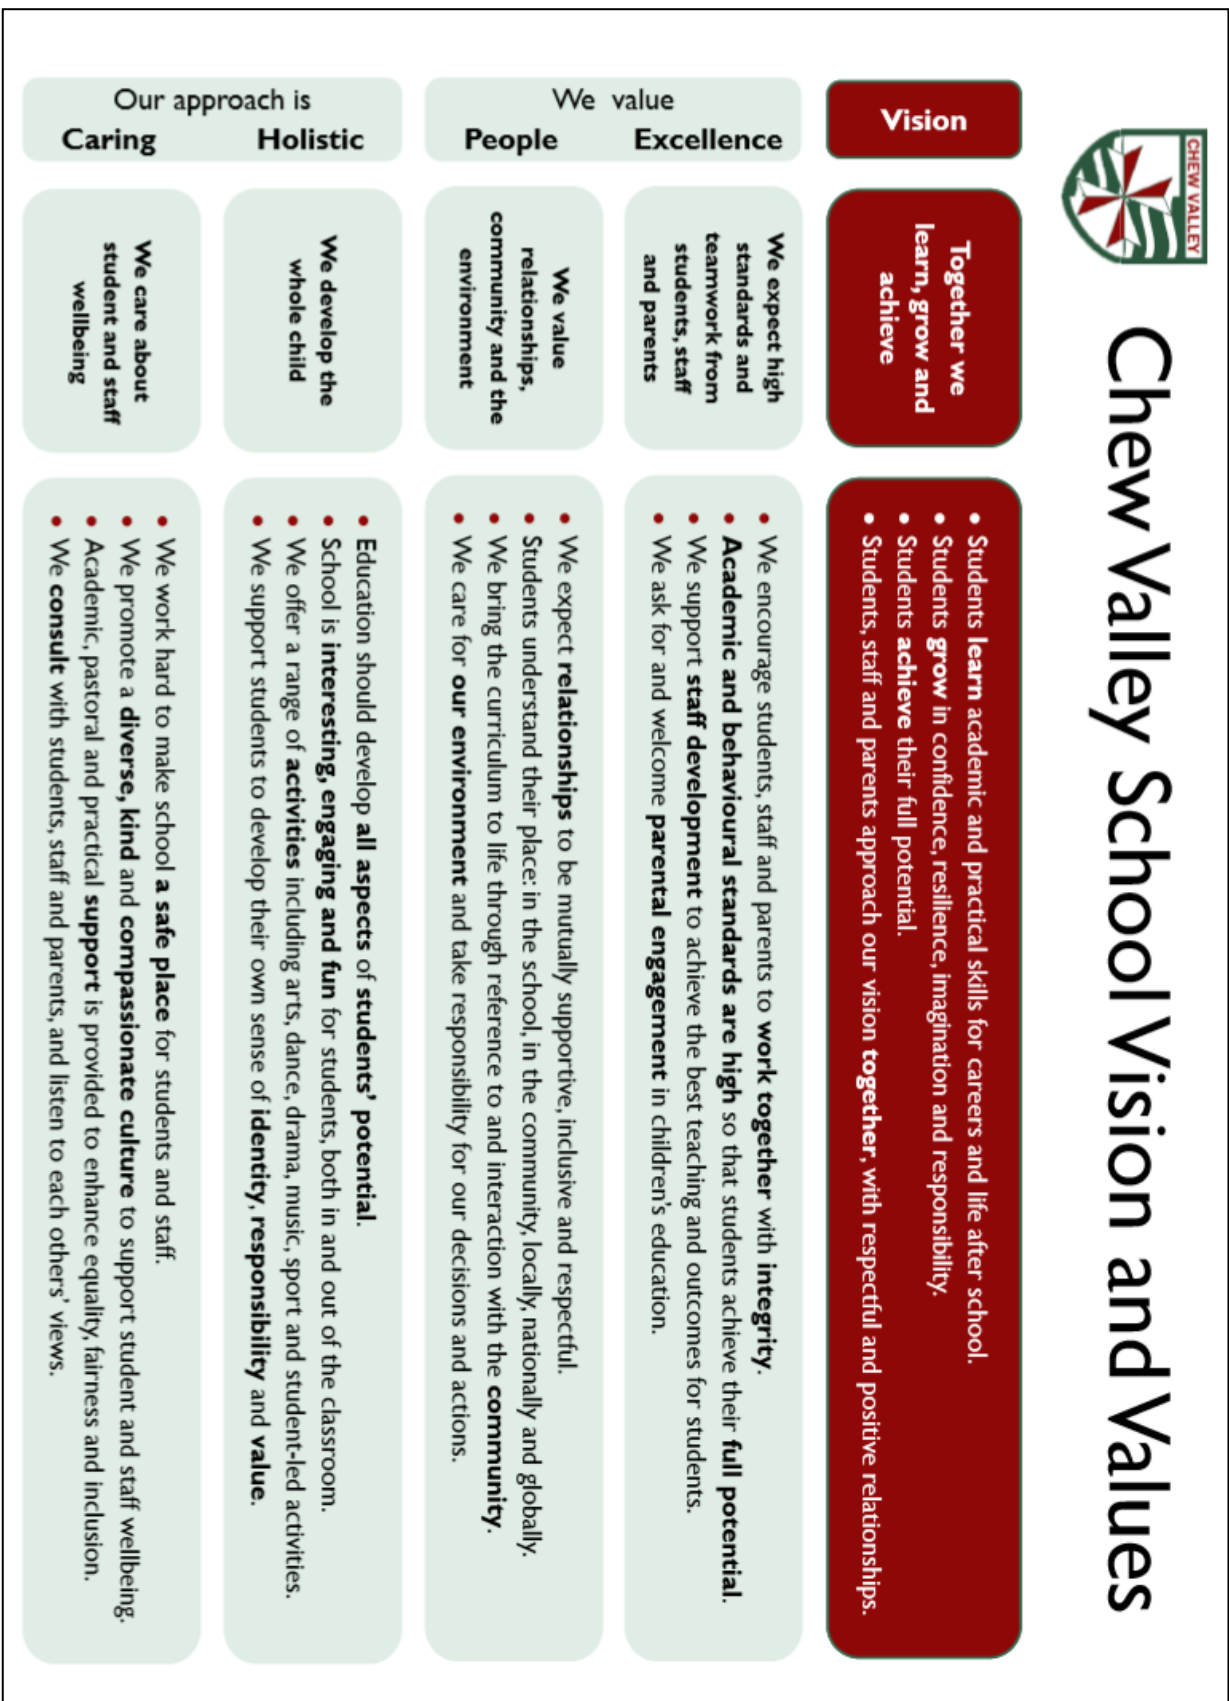 CHEW VALLEY
Chew Valley School Vision and Values
Vision
Together we
learn, grow and
achieve
• Students learn academic and practical skills for careers and life after school.
• Students grow in confidence, resilience, imagination and responsibility.
• Students achieve their full potential.
• Students, staff and parents approach our vision together, with respectful and positive relationships.
We value
Excellence
We expect high
standards and
teamwork from
students, staff
and parents
• We encourage students, staff and parents to work together with integrity.
• Academic and behavioural standards are high so that students achieve their full potential.
• We support staff development to achieve the best teaching and outcomes for students.
• We ask for and welcome parental engagement in children's education.
People
We value
relationships,
community and the
environment
• We expect relationships to be mutually supportive, inclusive and respectful.
• Students understand their place: in the school, in the community, locally, nationally and globally.
• We bring the curriculum to life through reference to and interaction with the community.
• We care for our environment and take responsibility for our decisions and actions.
Our approach is
Holistic
We develop the
whole child
• Education should develop all aspects of students' potential.
• School is interesting, engaging and fun for students, both in and out of the classroom.
• We offer a range of activities including arts, dance, drama, music, sport and student-led activities.
• We support students to develop their own sense of identity, responsibility and value.
Caring
We care about
student and staff
wellbeing
• We work hard to make school a safe place for students and staff.
• We promote a diverse, kind and compassionate culture to support student and staff wellbeing.
• Academic, pastoral and practical support is provided to enhance equality, fairness and inclusion.
• We consult with students, staff and parents, and listen to each others' views.